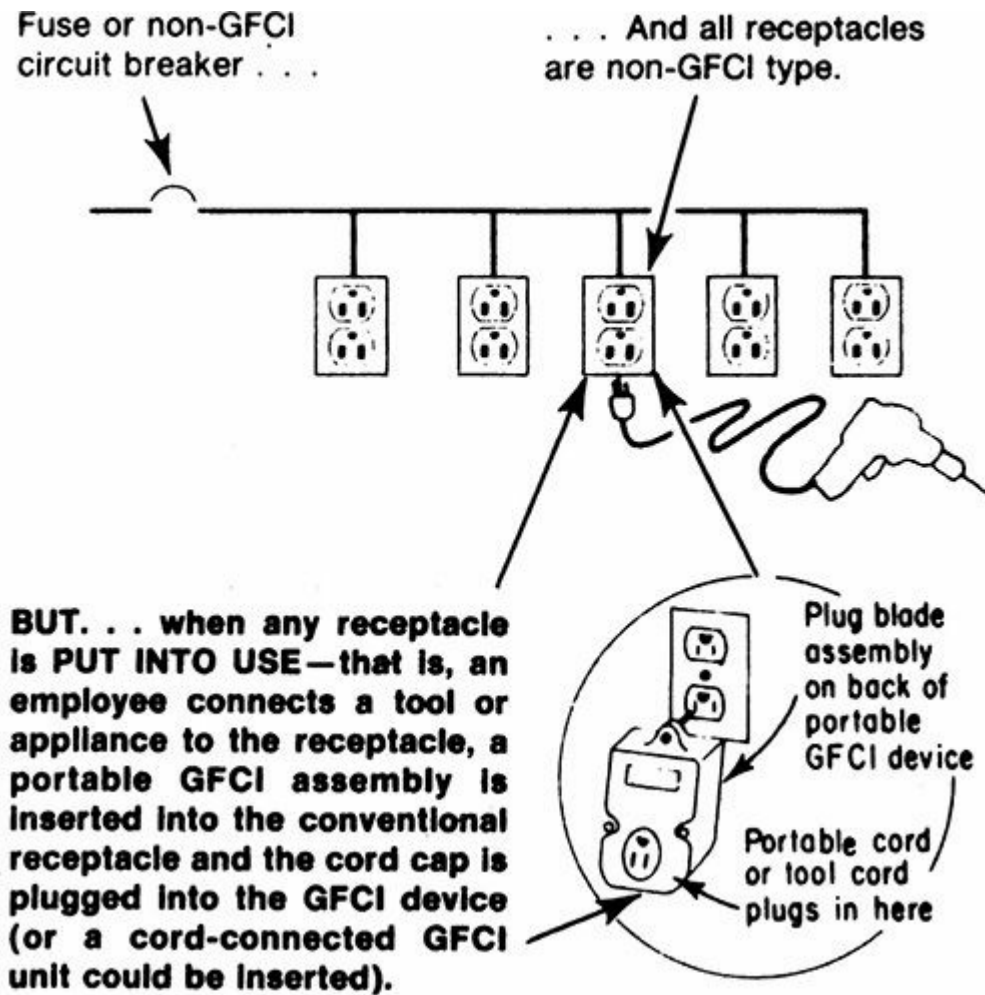 Fuse or non-GFCI
circuit breaker . . .
. . . And all receptacles
are non-GFCI type.
BUT. . . when any receptacle
is PUT INTO USE—that is, an
employee connects a tool or
appliance to the receptacle, a
portable GFCI assembly is
inserted into the conventional
receptacle and the cord cap is
plugged into the GFCI device
(or a cord-connected GFCI
unit could be inserted).
Plug blade
assembly
on back of
portable
GFCI device
Portable cord
or tool cord
plugs in here